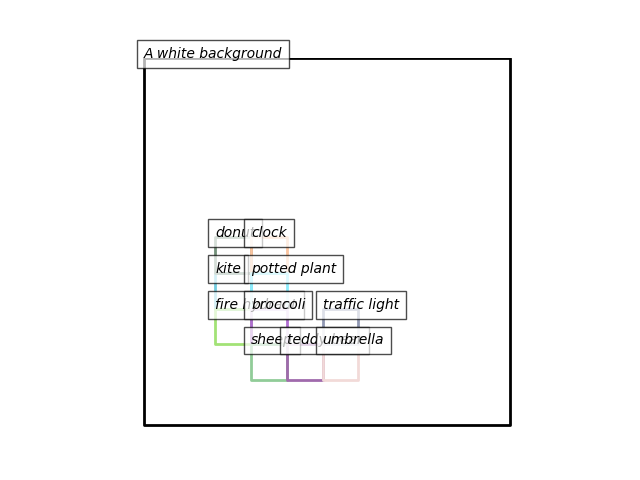 A white background
donut
clock
kite
potted plant
fire hydrant
broccoli
traffic light
sheep
teddy bear
umbrella